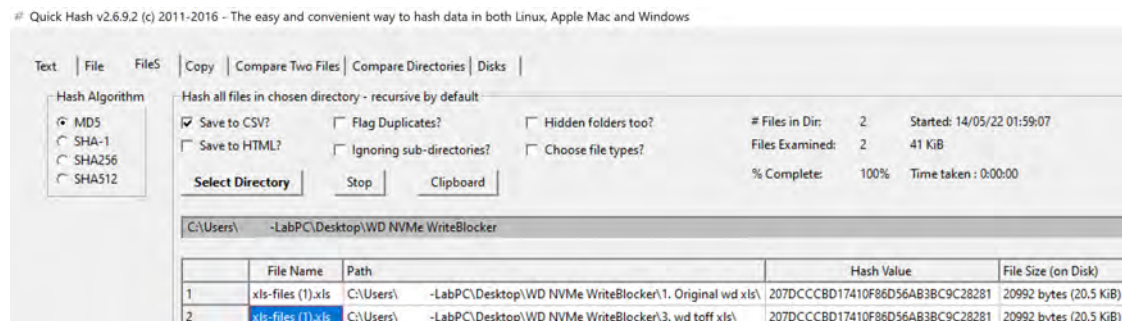 Quick Hash v2.6.9.2 (c) 2011-2016 - The easy and convenient way to hash data in both Linux, Apple Mac and Windows
Text File FileS Copy Compare Two Files Compare Directories Disks
Hash Algorithm
MD5
SHA-1
SHA256
SHA512
Hash all files in chosen directory - recursive by default
Save to CSV? Flag Duplicates? Hidden folders too?
Save to HTML? Ignoring sub-directories? Choose file types?
Select Directory Stop Clipboard
# Files in Dir: 2 Started: 14/05/22 01:59:07
Files Examined: 2 41 KiB
% Complete: 100% Time taken : 0:00:00
C:\Users\ -LabPC\Desktop\WD NVMe WriteBlocker
File Name Path Hash Value File Size (on Disk)
1 xls-files (1).xls C:\Users\ -LabPC\Desktop\WD NVMe WriteBlocker\1. Original wd xls\ 207DCCCBD17410F86D56AB3BC9C28281 20992 bytes (20.5 KiB)
2 xls-files (1).xls C:\Users\ -LabPC\Desktop\WD NVMe WriteBlocker\3. wd toff xls\ 207DCCCBD17410F86D56AB3BC9C28281 20992 bytes (20.5 KiB)